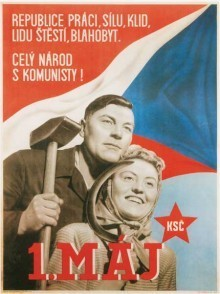 REPUBLICE PRÁCI, SÍLU, KLID,
LIDU ŠTĚSTÍ, BLAHOBYT.
CELÝ NÁROD
S KOMUNISTY!
KSČ
1. MÁJ